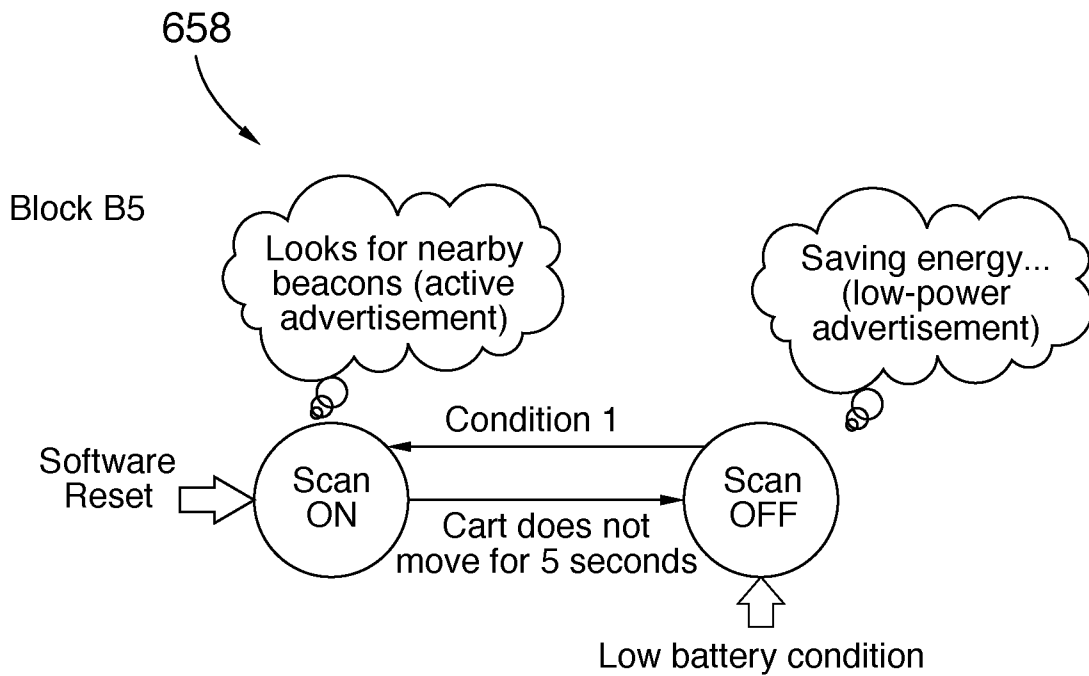 658
Block B5
Looks for nearby
beacons (active
advertisement)
Saving energy...
(low-power
advertisement)
Condition 1
Software
Reset
Scan
ON
Scan
OFF
Cart does not
move for 5 seconds
Low battery condition